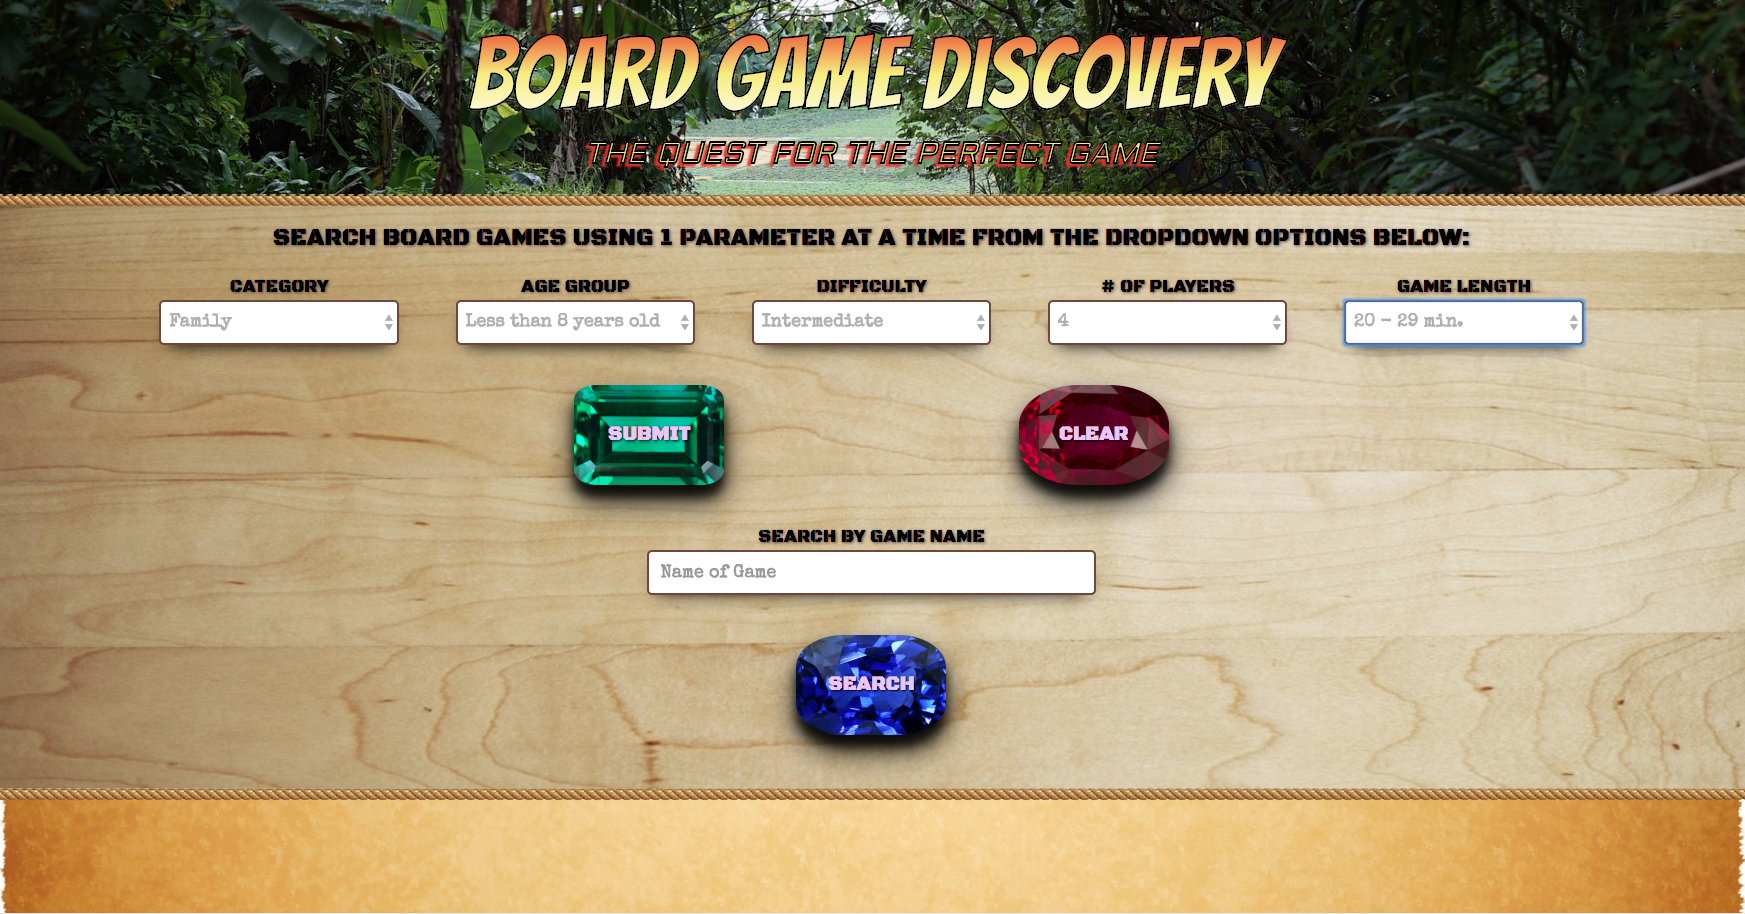 BOARD GAME DISCOVERY
THE QUEST FOR THE PERFECT GAME
SEARCH BOARD GAMES USING 1 PARAMETER AT A TIME FROM THE DROPDOWN OPTIONS BELOW:
CATEGORY AGE GROUP DIFFICULTY # OF PLAYERS GAME LENGTH
Family Less than 8 years old Intermediate 4 20 - 29 min.
SUBMIT CLEAR
SEARCH BY GAME NAME
Name of Game
SEARCH